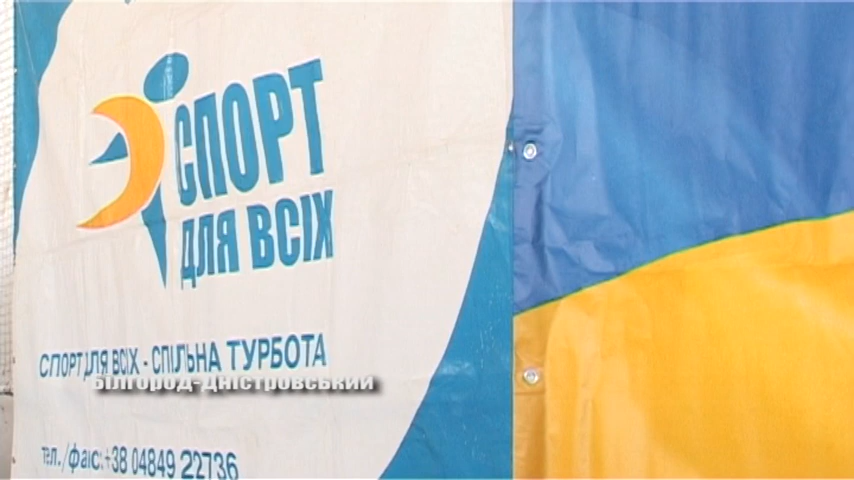 СПОРТ
ДЛЯ ВСІХ
СПОРТ ДЛЯ ВСІХ - СПІЛЬНА ТУРБОТА
Білгород-Дністровський
тел./факс: +38 04849 22736